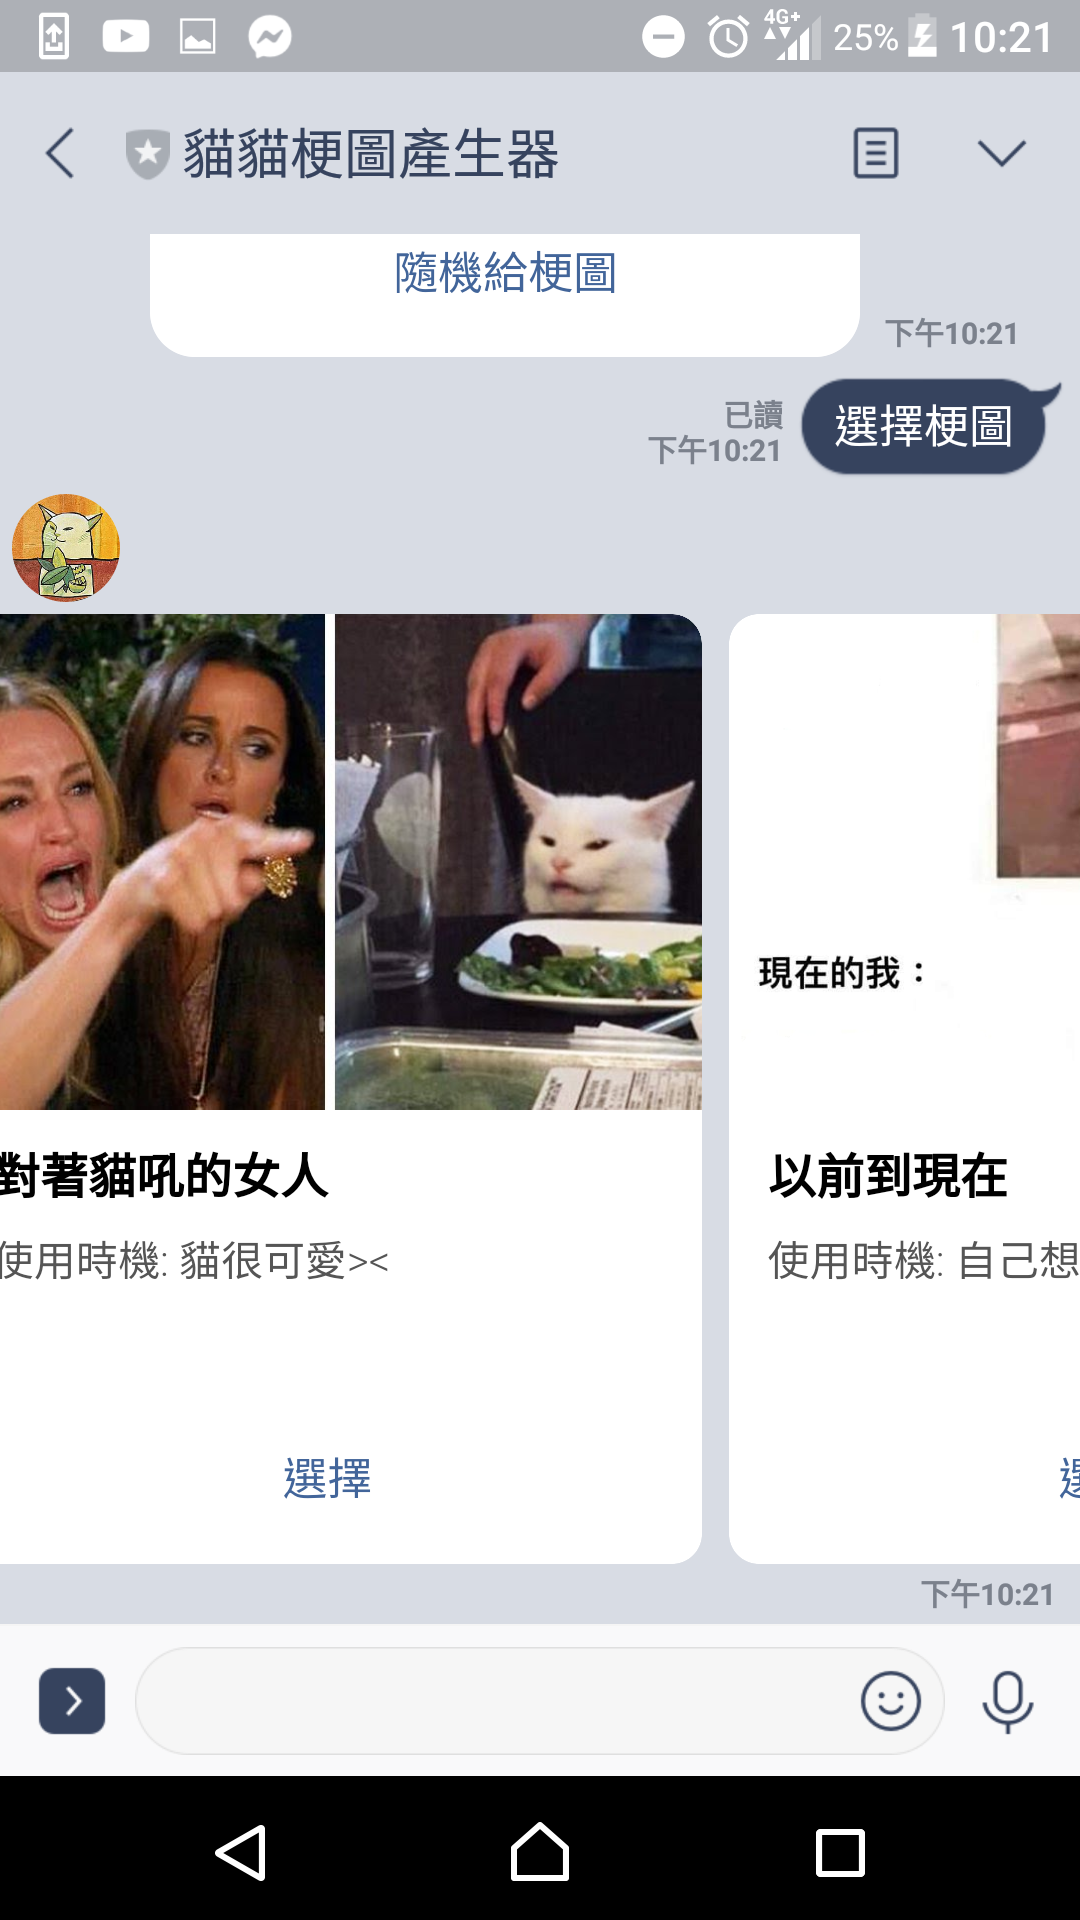 4G+
25%
10:21
貓貓梗圖產生器
隨機給梗圖
下午10:21
已讀
下午10:21
選擇梗圖
現在的我：
對著貓吼的女人
使用時機: 貓很可愛><
選擇
以前到現在
使用時機: 自己想
選
下午10:21